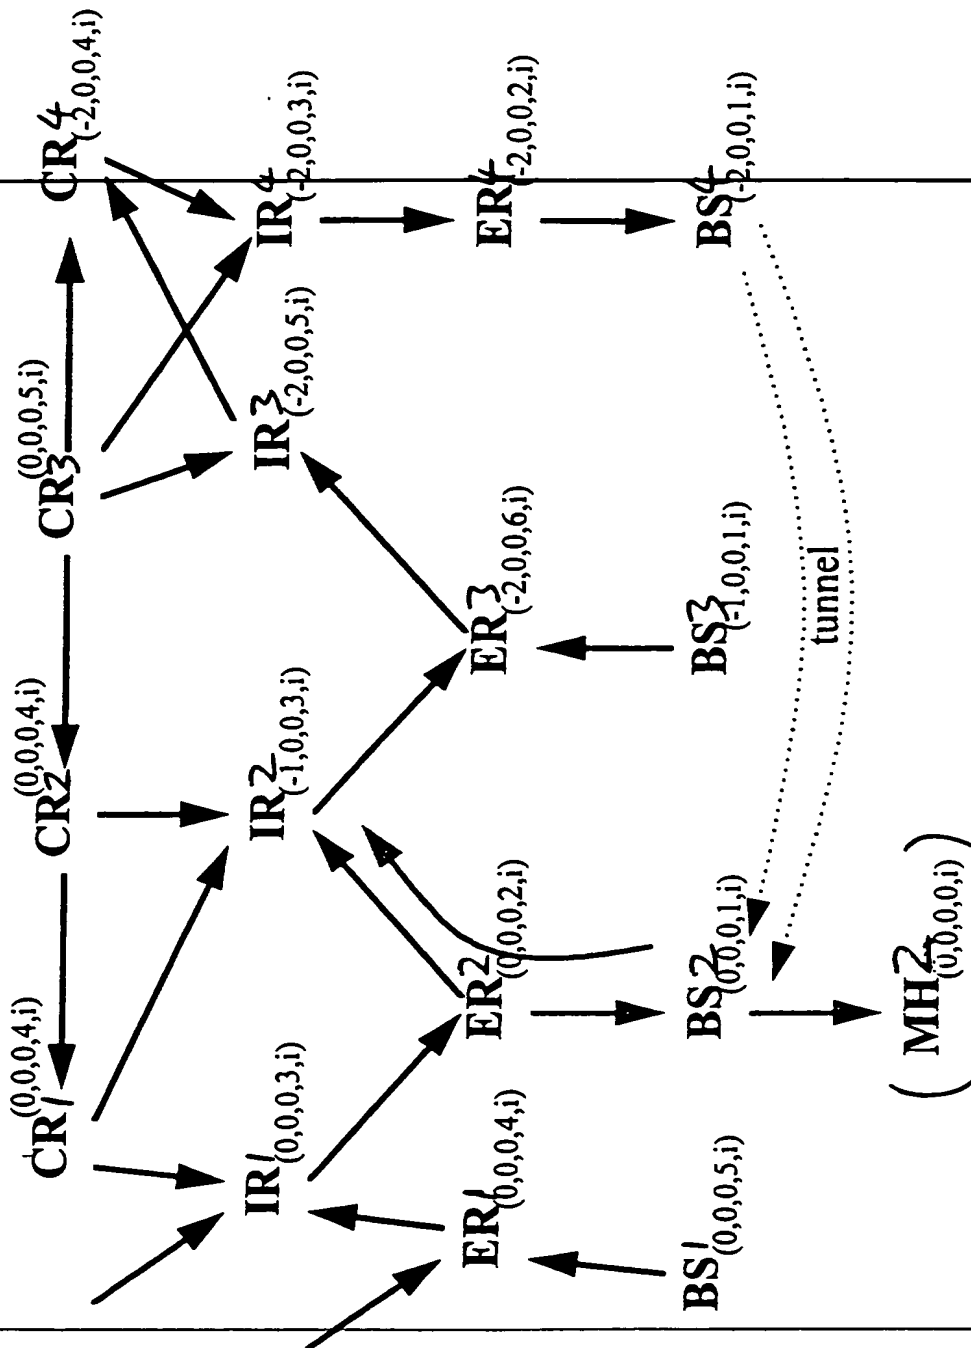 CR1(0,0,0,4,i)
CR2(0,0,0,4,i)
CR3(0,0,0,5,i)
CR4(-2,0,0,4,i)
IR1(0,0,0,3,i)
IR2(-1,0,0,3,i)
IR3(-2,0,0,5,i)
IR4(-2,0,0,3,i)
ER1(0,0,0,4,i)
ER2(0,0,0,2,i)
ER3(-2,0,0,6,i)
ER4(-2,0,0,2,i)
BS1(0,0,0,5,i)
BS2(0,0,0,1,i)
BS3(-1,0,0,1,i)
BS4(-2,0,0,1,i)
tunnel
(MH2(0,0,0,0,i))